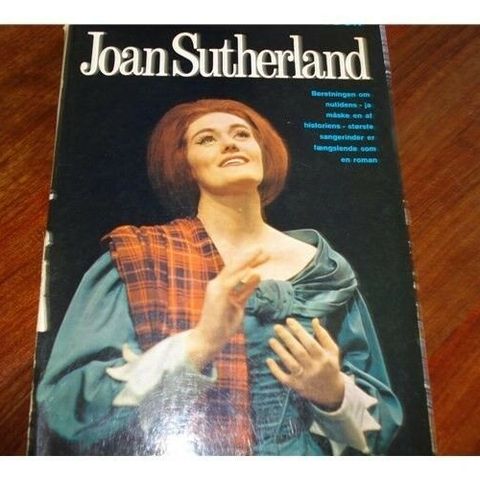 Joan Sutherland
Beretningen om
nutidens - ja
måske en af
historiens - største
sangerinder er
fængslende som
en roman